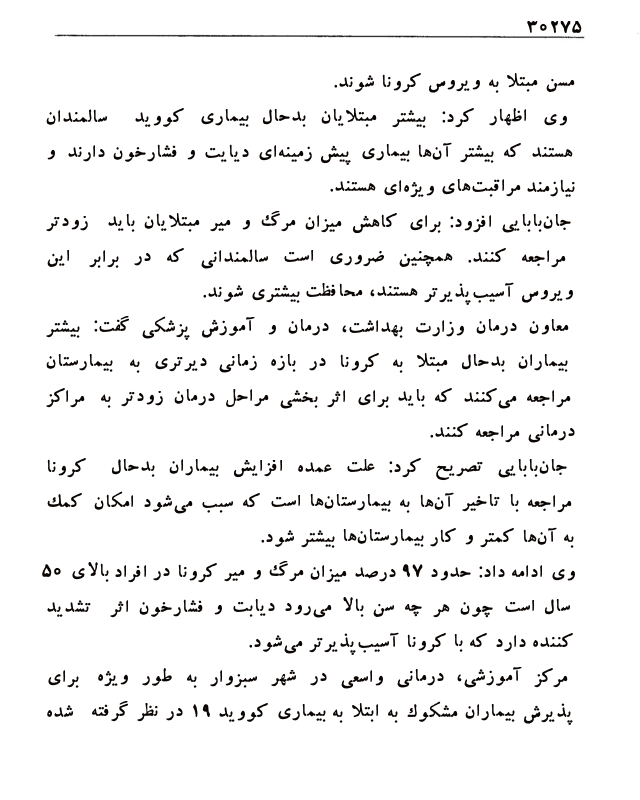 ۳۰۲۷۵
مسن مبتلا به ویروس کرونا شوند.
وی اظهار کرد: بیشتر مبتلایان بدحال بیماری کووید سالمندان
هستند که بیشتر آن‌ها بیماری پیش زمینه‌ای دیابت و فشارخون دارند و
نیازمند مراقبت‌های ویژه‌ای هستند.
جان‌بابایی افزود: برای کاهش میزان مرگ و میر مبتلایان باید زودتر
مراجعه کنند. همچنین ضروری است سالمندانی که در برابر این
ویروس آسیب‌پذیرتر هستند، محافظت بیشتری شوند.
معاون درمان وزارت بهداشت، درمان و آموزش پزشکی گفت: بیشتر
بیماران بدحال مبتلا به کرونا در بازه زمانی دیرتری به بیمارستان
مراجعه می‌کنند که باید برای اثر بخشی مراحل درمان زودتر به مراکز
درمانی مراجعه کنند.
جان‌بابایی تصریح کرد: علت عمده افزایش بیماران بدحال کرونا
مراجعه با تاخیر آن‌ها به بیمارستان‌ها است که سبب می‌شود امکان کمک
به آن‌ها کمتر و کار بیمارستان‌ها بیشتر شود.
وی ادامه داد: حدود ۹۷ درصد میزان مرگ و میر کرونا در افراد بالای ۵۰
سال است چون هر چه سن بالا می‌رود دیابت و فشارخون اثر تشدید
کننده دارد که با کرونا آسیب‌پذیرتر می‌شود.
مرکز آموزشی، درمانی واسعی در شهر سبزوار به طور ویژه برای
پذیرش بیماران مشکوک به ابتلا به بیماری کووید ۱۹ در نظر گرفته شده